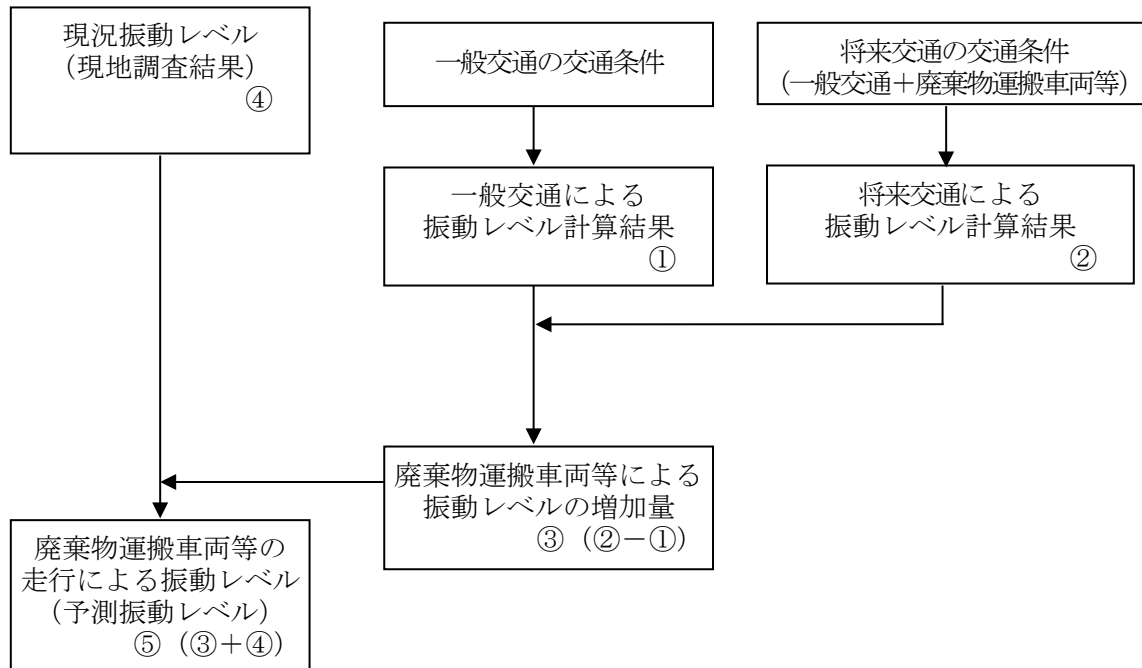 現況振動レベル
（現地調査結果）
④
一般交通の交通条件
将来交通の交通条件
（一般交通＋廃棄物運搬車両等）
一般交通による
振動レベル計算結果
①
将来交通による
振動レベル計算結果
②
廃棄物運搬車両等による
振動レベルの増加量
③（②－①）
廃棄物運搬車両等の
走行による振動レベル
（予測振動レベル）
⑤（③＋④）